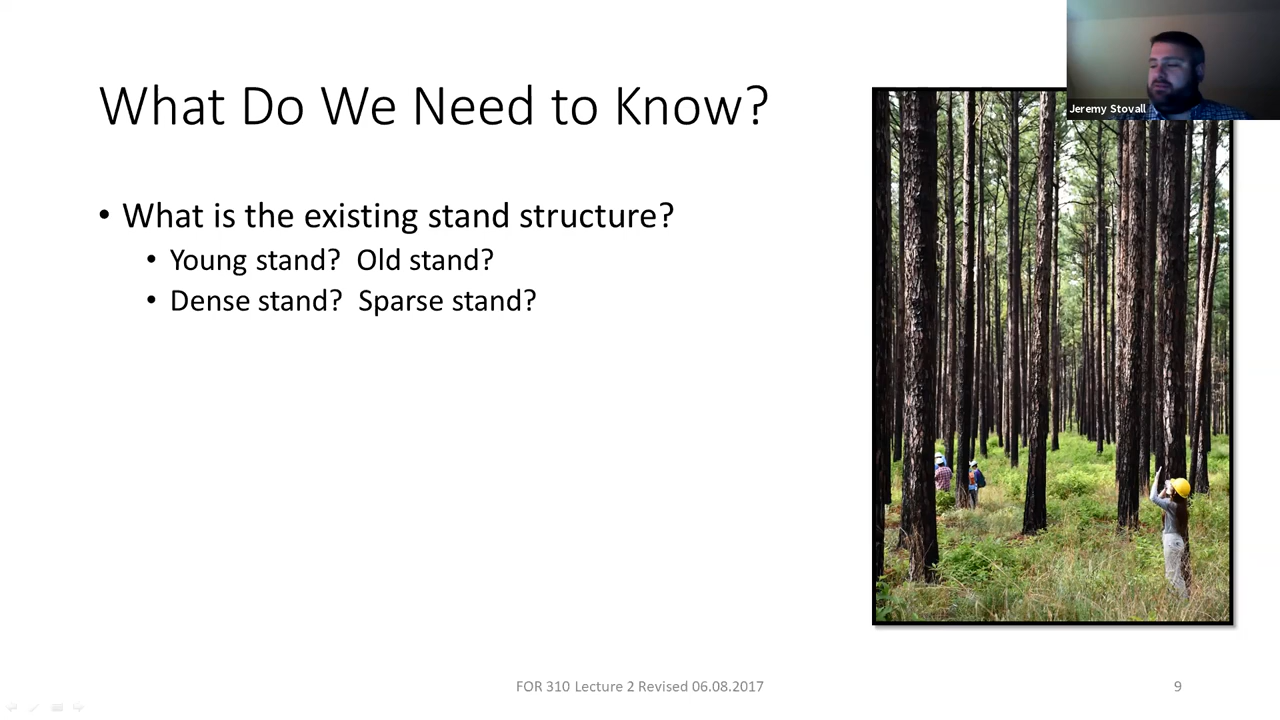 What Do We Need to Know?
Jeremy Stovall
• What is the existing stand structure?
• Young stand?  Old stand?
• Dense stand?  Sparse stand?
FOR 310 Lecture 2 Revised 06.08.2017
9